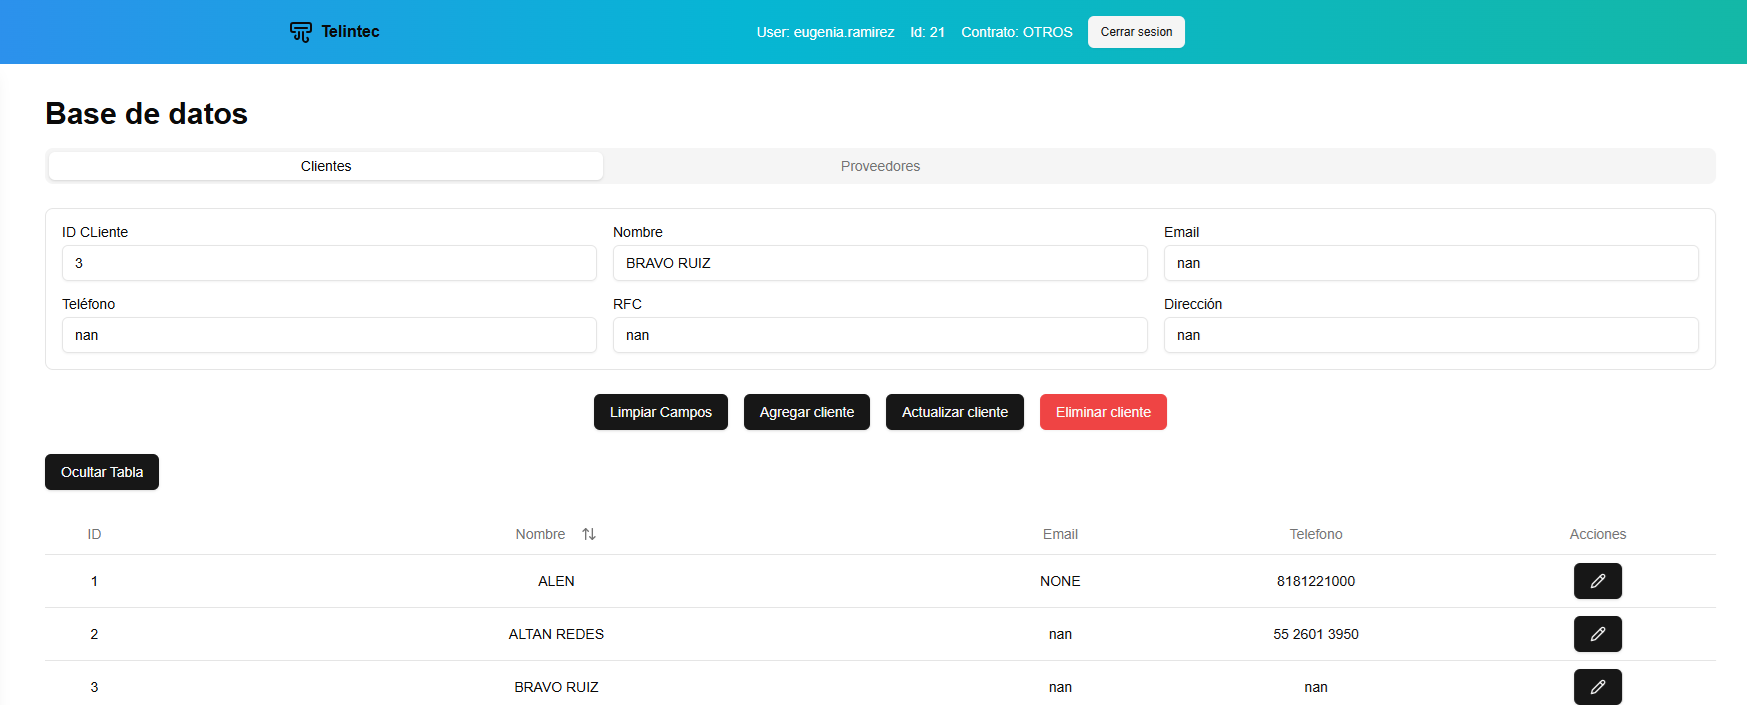 Telintec
User: eugenia.ramirez Id: 21 Contrato: OTROS Cerrar sesion
Base de datos
Clientes Proveedores
ID CLiente Nombre Email
3 BRAVO RUIZ nan
Teléfono RFC Dirección
nan nan nan
Limpiar Campos Agregar cliente Actualizar cliente Eliminar cliente
Ocultar Tabla
ID Nombre Email Telefono Acciones
1 ALEN NONE 8181221000
2 ALTAN REDES nan 55 2601 3950
3 BRAVO RUIZ nan nan